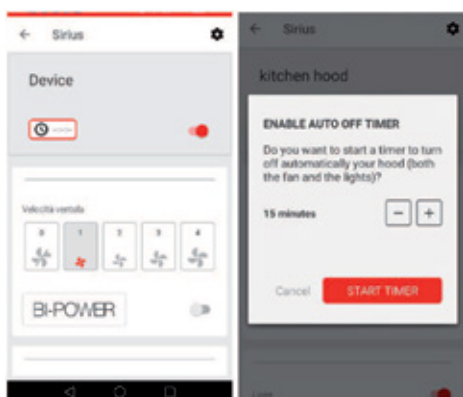 Sirius
Device
Velocità ventola
0 1 2 3 4
BI-POWER
Sirius
kitchen hood
ENABLE AUTO OFF TIMER
Do you want to start a timer to turn
off automatically your hood (both
the fan and the lights)?
15 minutes
Cancel
START TIMER